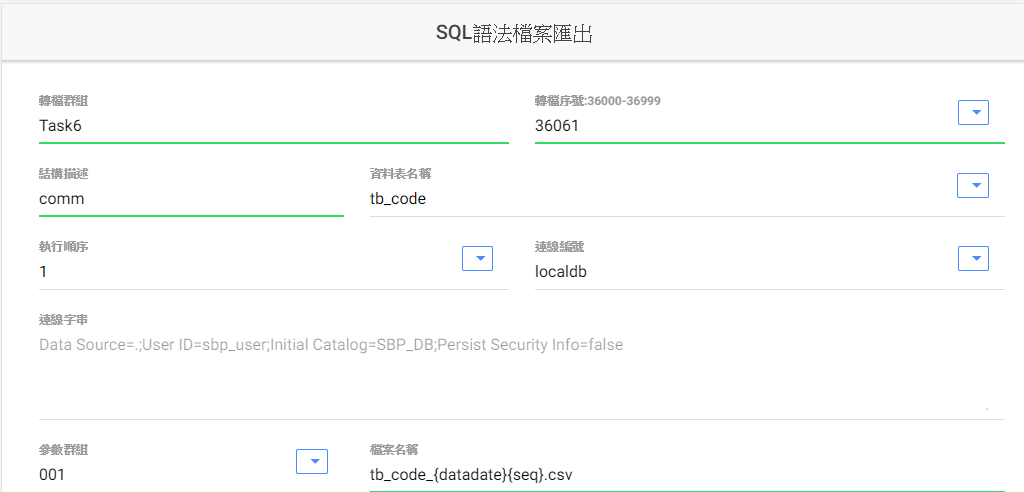 SQL語法檔案匯出
轉檔群組
轉檔序號:36000-36999
Task6
36061
結構描述
資料表名稱
comm
tb_code
執行順序
連線編號
1
localdb
連線字串
Data Source=.;User ID=sbp_user;Initial Catalog=SBP_DB;Persist Security Info=false
參數群組
檔案名稱
001
tb_code_{datadate}{seq}.csv